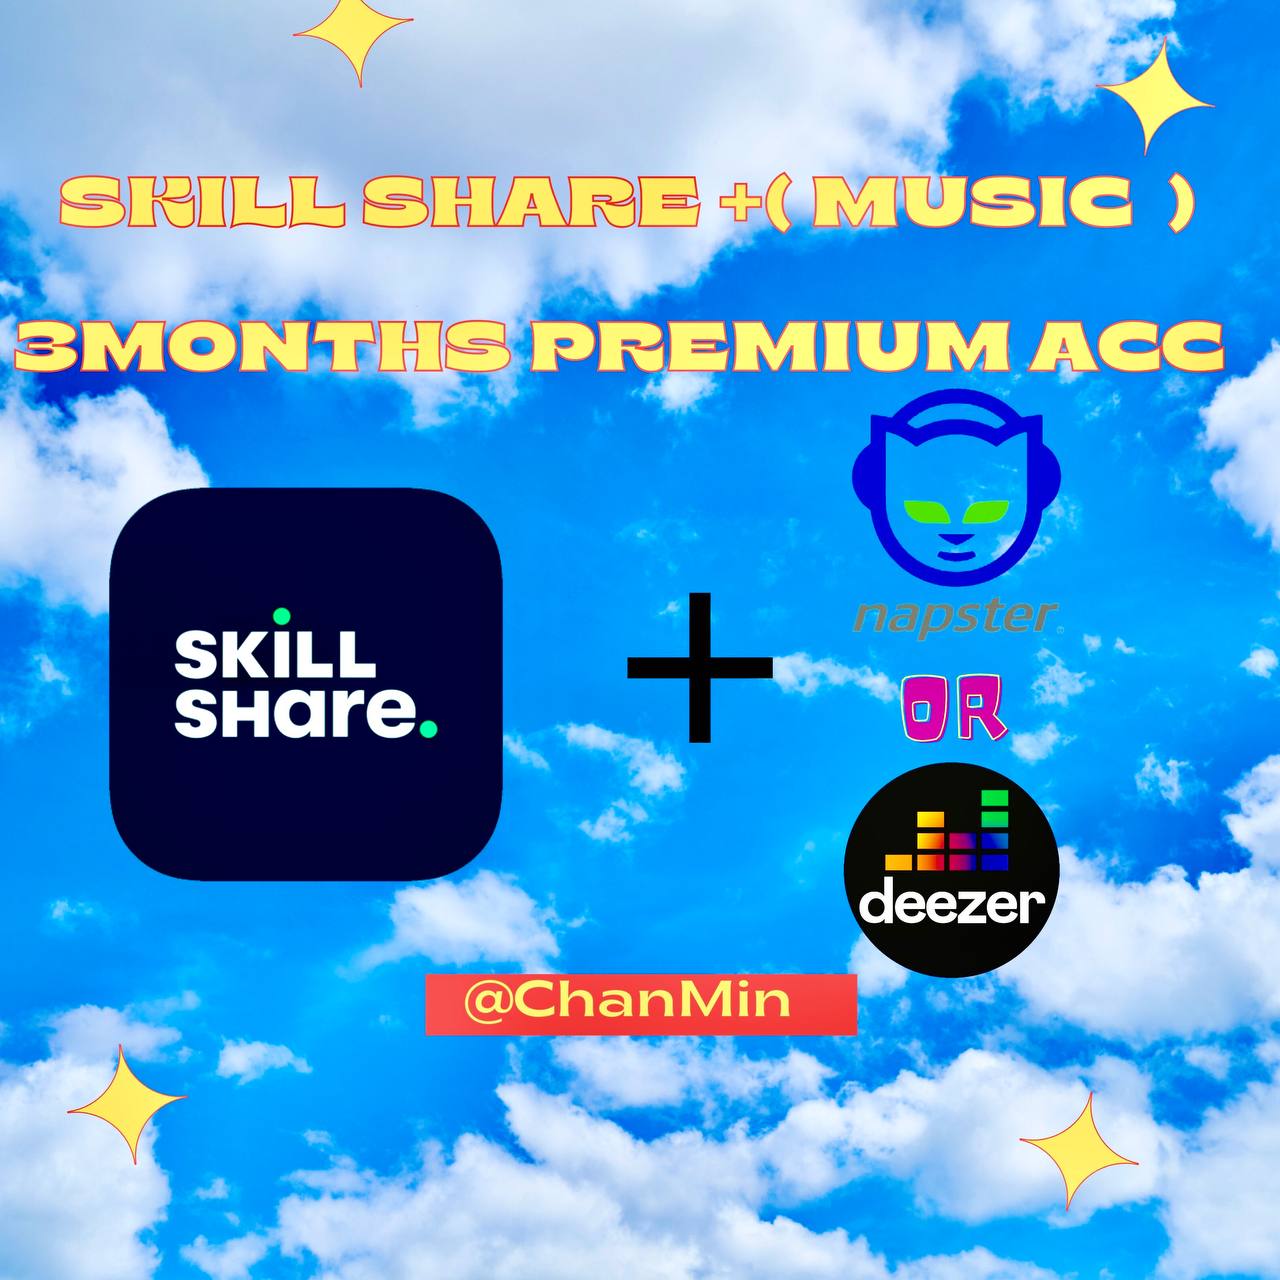 SKILL SHARE +( MUSIC )
3MONTHS PREMIUM ACC
SKiLL
SHare.
napster
OR
deezer
@ChanMin